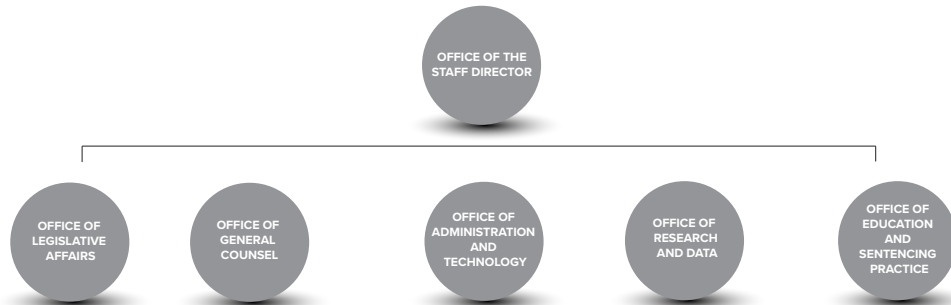 OFFICE OF THE
STAFF DIRECTOR
OFFICE OF
LEGISLATIVE
AFFAIRS
OFFICE OF
GENERAL
COUNSEL
OFFICE OF
ADMINISTRATION
AND
TECHNOLOGY
OFFICE OF
RESEARCH
AND DATA
OFFICE OF
EDUCATION
AND
SENTENCING
PRACTICE